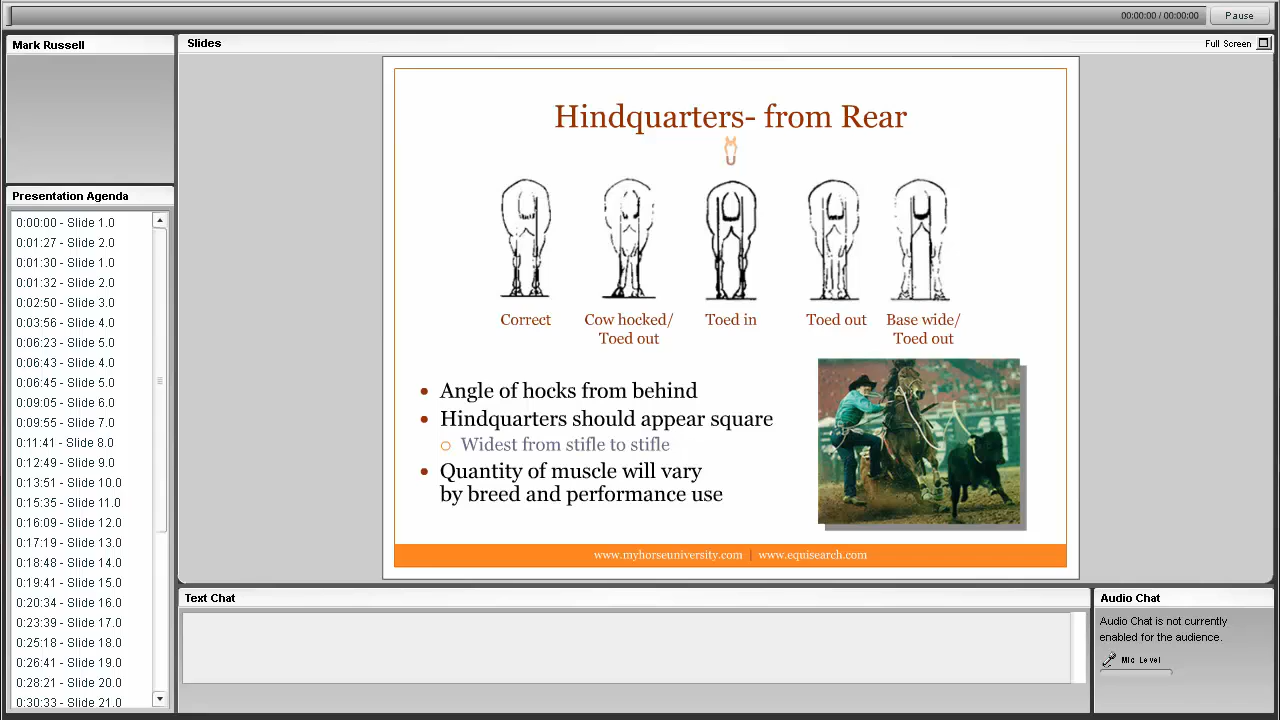 00:00:00 / 00:00:00
Pause
Mark Russell
Slides
Full Screen
Hindquarters- from Rear
Correct
Cow hocked/
Toed out
Toed in
Toed out
Base wide/
Toed out
• Angle of hocks from behind
• Hindquarters should appear square
○ Widest from stifle to stifle
• Quantity of muscle will vary
by breed and performance use
www.myhorseuniversity.com | www.equisearch.com
Presentation Agenda
0:00:00 - Slide 1.0
0:01:27 - Slide 2.0
0:01:30 - Slide 1.0
0:01:32 - Slide 2.0
0:02:50 - Slide 3.0
0:03:56 - Slide 4.0
0:06:23 - Slide 5.0
0:06:43 - Slide 4.0
0:06:45 - Slide 5.0
0:09:05 - Slide 6.0
0:09:55 - Slide 7.0
0:11:41 - Slide 8.0
0:12:49 - Slide 9.0
0:13:51 - Slide 10.0
0:15:35 - Slide 11.0
0:16:09 - Slide 12.0
0:17:19 - Slide 13.0
0:18:48 - Slide 14.0
0:19:41 - Slide 15.0
0:20:34 - Slide 16.0
0:23:39 - Slide 17.0
0:25:18 - Slide 18.0
0:26:41 - Slide 19.0
0:28:21 - Slide 20.0
0:30:33 - Slide 21.0
Text Chat
Audio Chat
Audio Chat is not currently
enabled for the audience.
Mic Level